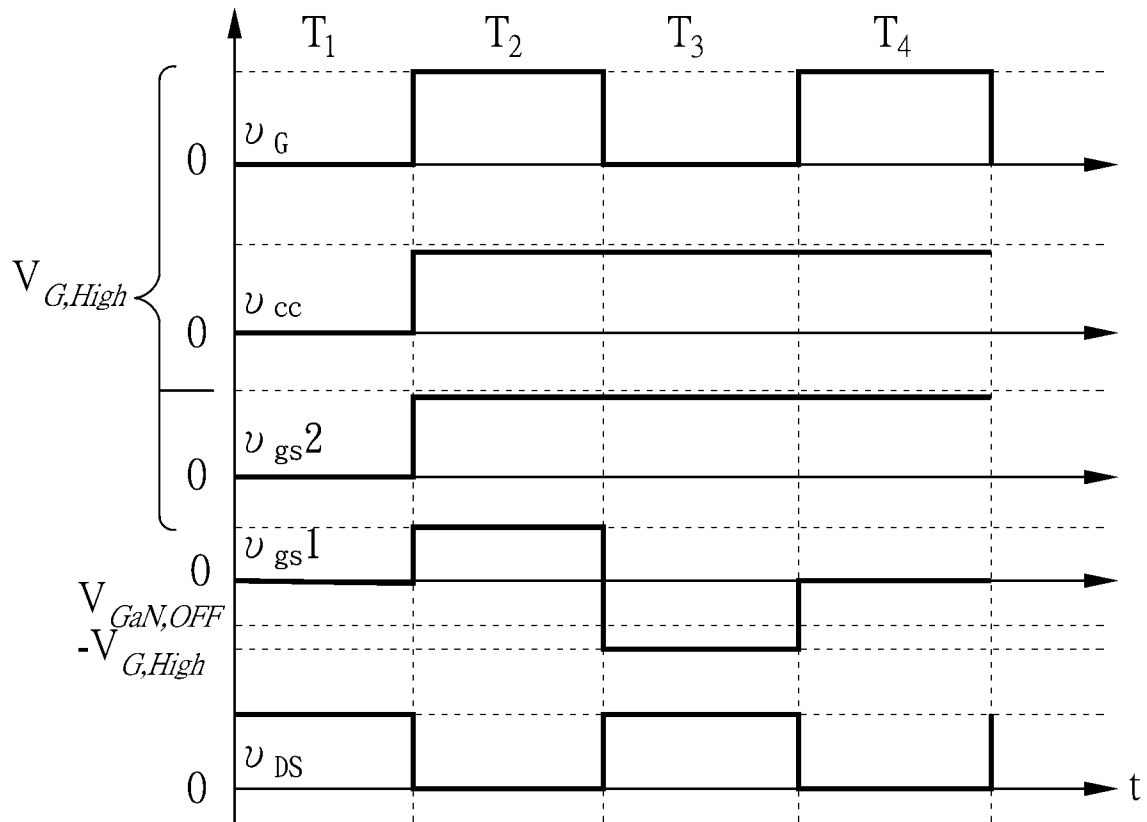 T1 T2 T3 T4
υG
0
VG,High
υcc
0
υgs2
0
υgs1
0
VGaN,OFF
-VG,High
υDS
0
t